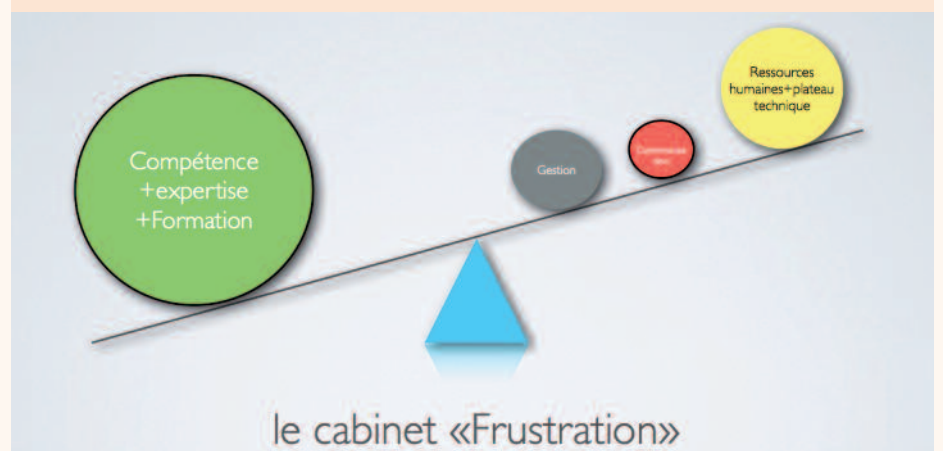 Compétence
+expertise
+Formation
Gestion
Ressources
humaines+plateau
technique
le cabinet «Frustration»